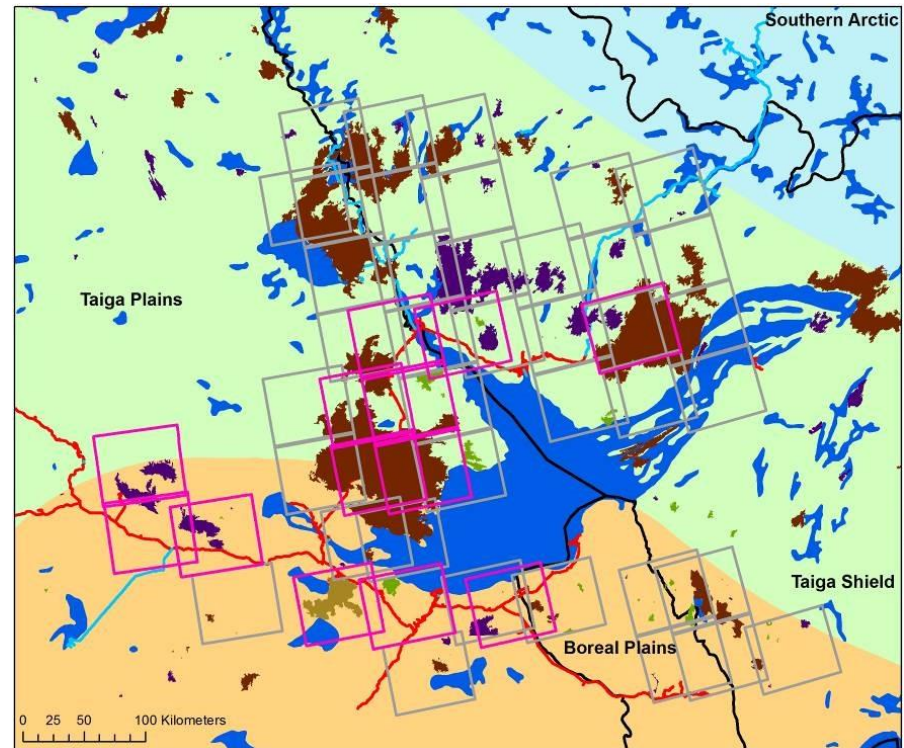 Southern Arctic
Taiga Plains
Taiga Shield
Boreal Plains
0 25 50 100 Kilometers